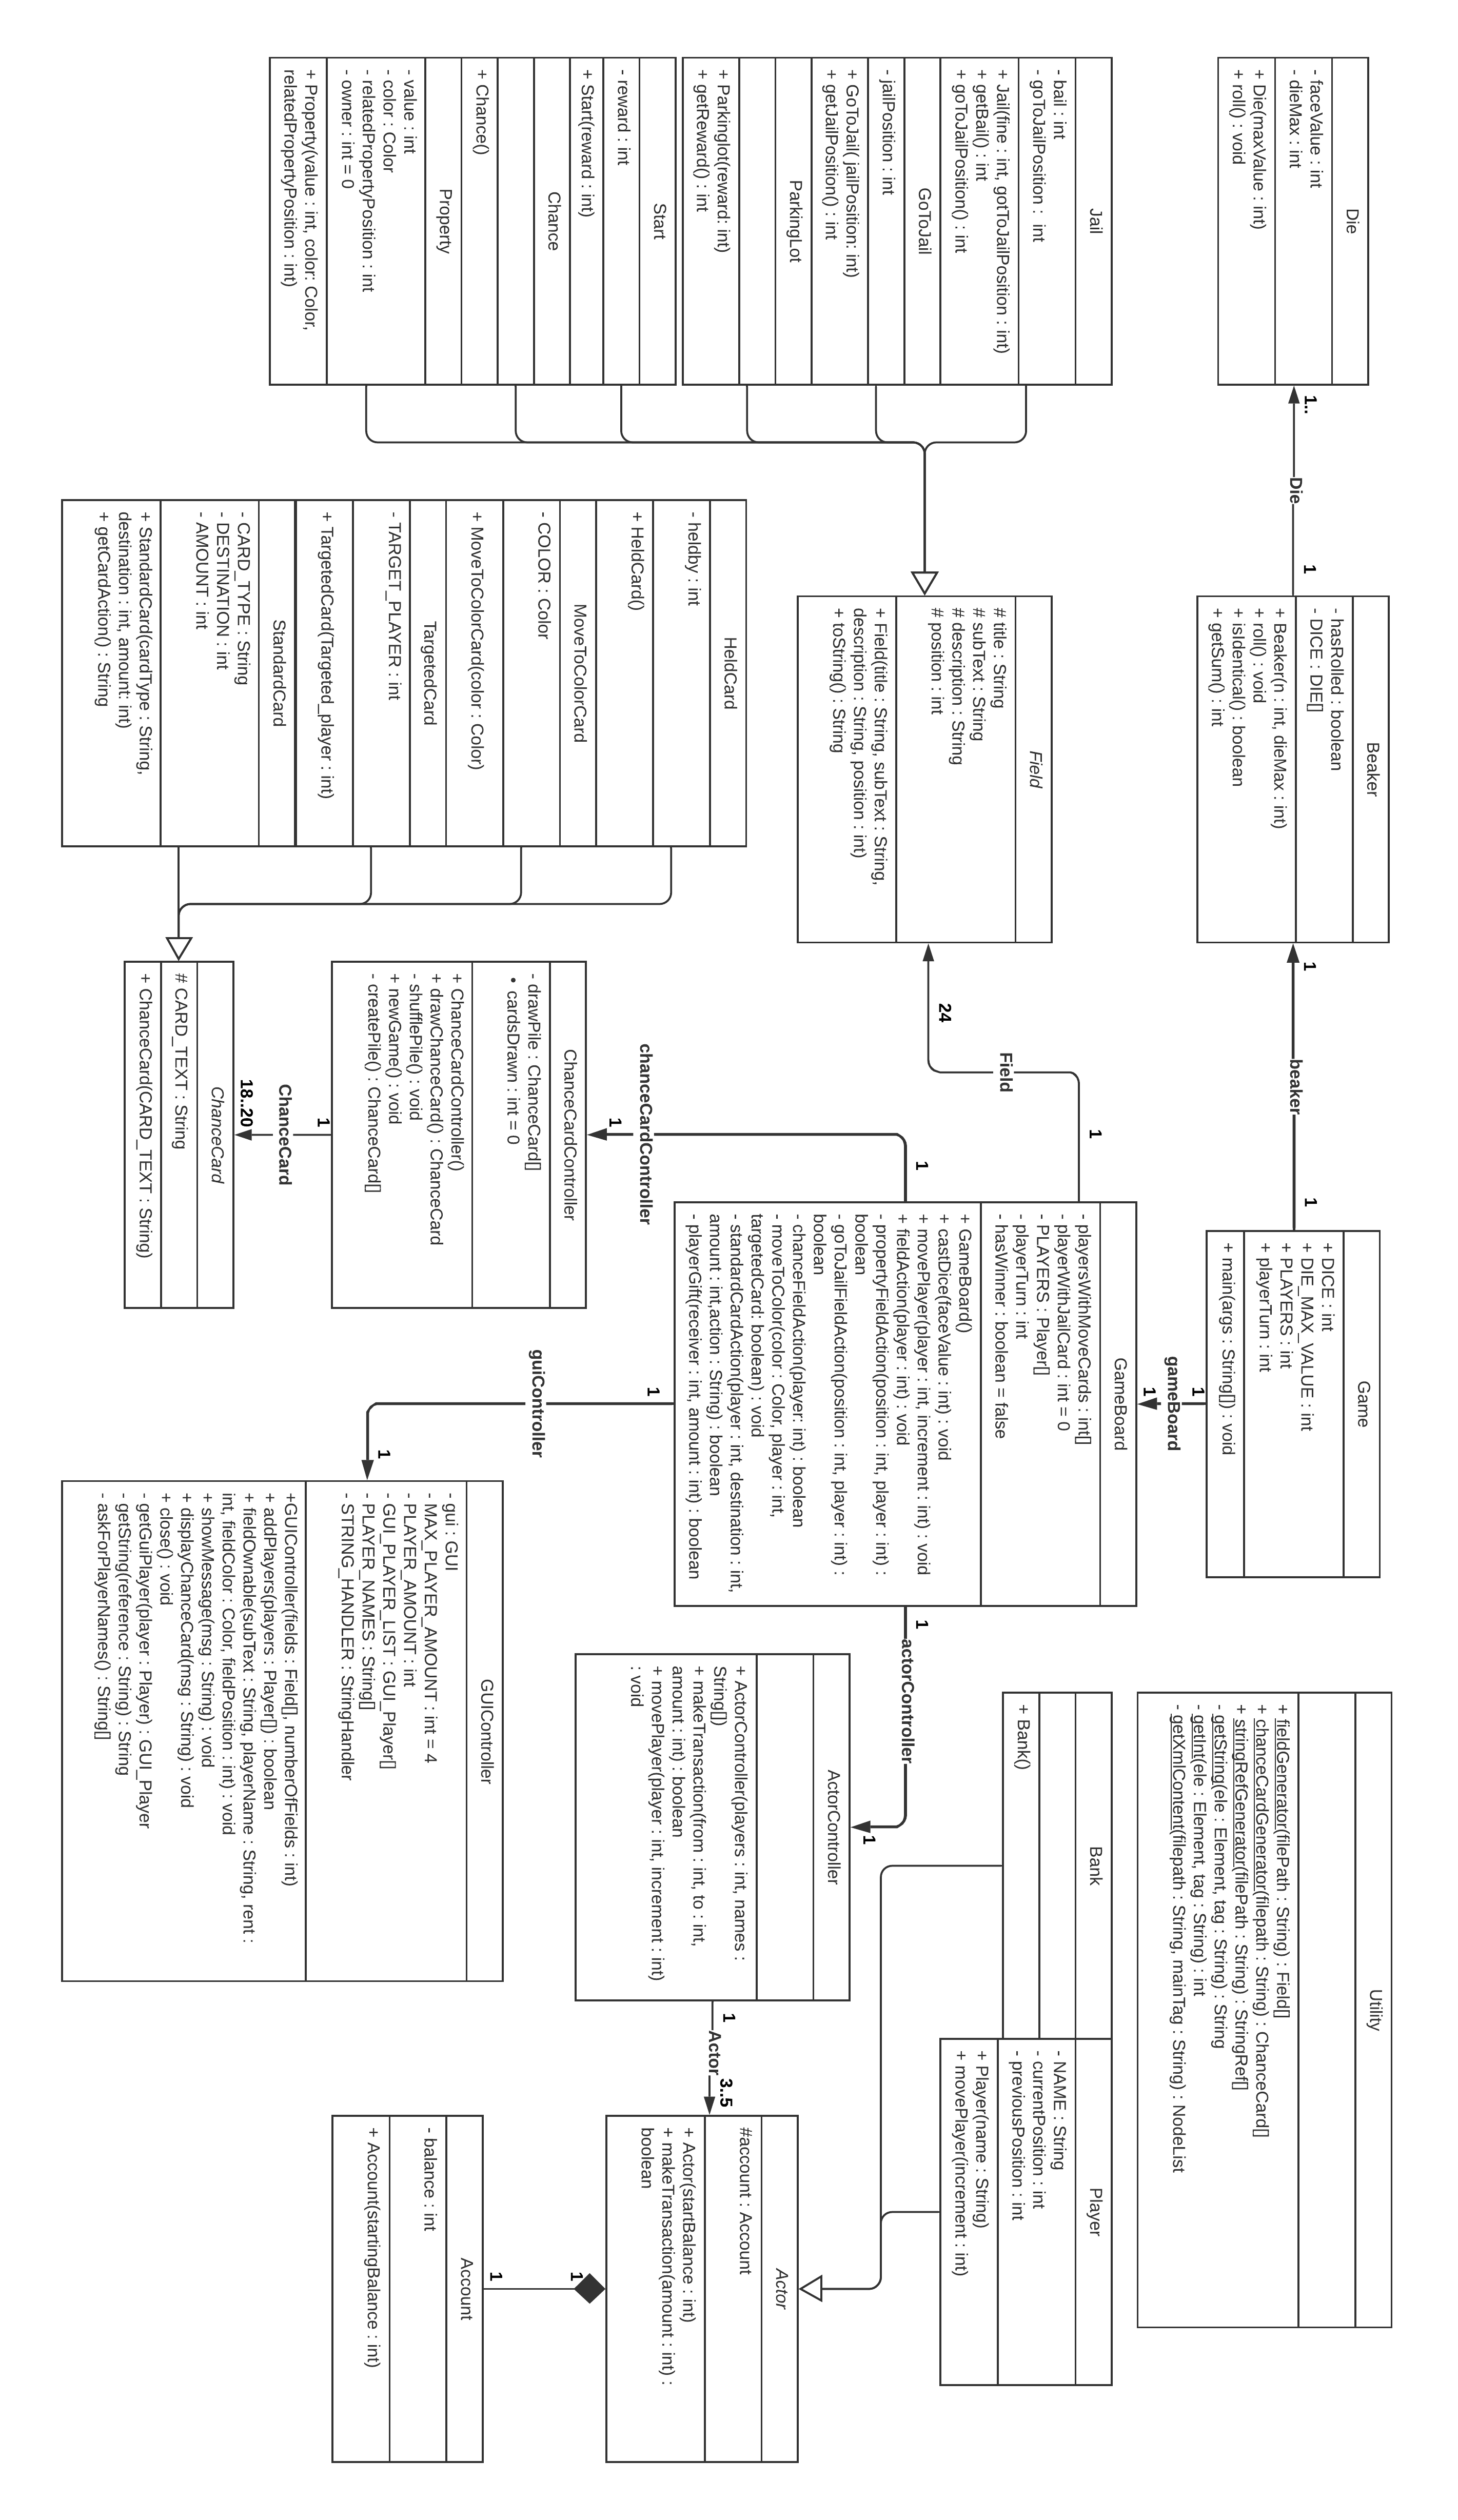 Die
- faceValue : int
- dieMax : int
+ Die(maxValue : int)
+ roll() : void
1..
Die
1
Beaker
- hasRolled : boolean
- DICE : DIE[]
+ Beaker(n : int, dieMax : int)
+ roll() : void
+ isIdentical() : boolean
+ getSum() : int
1
beaker
1
Game
+ DICE : int
+ DIE_MAX_VALUE : int
+ PLAYERS : int
+ playerTurn : int
+ main(args : String[]) : void
Utility
+ fieldGenerator(filePath : String) : Field[]
+ chanceCardGenerator(filepath : String) : ChanceCard[]
+ stringRefGenerator(filePath : String) : StringRef[]
- getString(ele : Element, tag : String) : String
- getInt(ele : Element, tag : String) : int
- getXmlContent(filepath : String, mainTag : String) : NodeList
1
gameBoard
1
Jail
- bail : int
- goToJailPosition :  int
+ Jail(fine : int, gotToJailPosition : int)
+ getBail() : int
+ goToJailPosition() : int
GoToJail
- jailPosition : int
+ GoToJail( jailPosition: int)
+ getJailPosition() : int
ParkingLot
+ Parkinglot(reward: int)
+ getReward() : int
Start
- reward : int
+ Start(reward : int)
Chance
+ Chance()
Property
- value : int
- color : Color
- relatedPropertyPosition : int
- owner : int = 0
+ Property(value : int, color: Color,
relatedPropertyPosition : int)
Field
# title : String
# subText : String
# description : String
# position : int
+ Field(title : String, subText : String,
description : String, position : int)
+ toString() : String
24
Field
1
GameBoard
- playersWithMoveCards : int[]
- playerWithJailCard : int = 0
- PLAYERS : Player[]
- playerTurn : int
- hasWinner : boolean = false
+ GameBoard()
+ castDice(faceValue : int) : void
+ movePlayer(player : int, increment : int) : void
+ fieldAction(player : int) : void
- propertyFieldAction(position : int, player : int) :
boolean
- goToJailFieldAction(position : int, player : int) :
boolean
- chanceFieldAction(player: int) : boolean
- moveToColor(color : Color, player : int,
targetedCard: boolean) : void
- standardCardAction(player : int, destination : int,
amount : int,action : String) : boolean
- playerGift(receiver : int, amount : int) : boolean
1
actorController
1
Bank
+ Bank()
Player
- NAME : String
- currentPosition : int
- previousPosition : int
+ Player(name : String)
+ movePlayer(increment : int)
ActorController
+ ActorController(players : int, names :
String[])
+ makeTransaction(from : int, to : int,
amount : int) : boolean
+ movePlayer(player : int, increment : int)
: void
1
Actor
3..5
Actor
#account : Account
+ Actor(startBalance : int)
+ makeTransaction(amount : int) :
boolean
1
1
Account
- balance : int
+ Account(startingBalance : int)
HeldCard
- heldby : int
+ HeldCard()
MoveToColorCard
- COLOR : Color
+ MoveToColorCard(color : Color)
TargetedCard
- TARGET_PLAYER : int
+ TargetedCard(Targeted_player : int)
StandardCard
- CARD_TYPE : String
- DESTINATION : int
- AMOUNT : int
+ StandardCard(cardType : String,
destination : int, amount: int)
+ getCardAction() : String
1
chanceCardController
1
ChanceCardController
- drawPile : ChanceCard[]
• cardsDrawn : int = 0
+ ChanceCardController()
+ drawChanceCard() : ChanceCard
- shufflePile() : void
+ newGame() : void
- createPile() : ChanceCard[]
1
ChanceCard
18..20
ChanceCard
# CARD_TEXT : String
+ ChanceCard(CARD_TEXT : String)
1
guiController
1
GUIController
- gui : GUI
- MAX_PLAYER_AMOUNT : int = 4
- PLAYER_AMOUNT : int
- GUI_PLAYER_LIST : GUI_Player[]
- PLAYER_NAMES : String[]
- STRING_HANDLER : StringHandler
+GUIController(fields : Field[], numberOfFields : int)
+ addPlayers(players : Player[]) : boolean
+ fieldOwnable(subText : String, playerName : String, rent :
int, fieldColor : Color, fieldPosition : int) : void
+ showMessage(msg : String) : void
+ displayChanceCard(msg : String) : void
+ close() : void
- getGuiPlayer(player : Player) : GUI_Player
- getString(reference : String) : String
- askForPlayerNames() : String[]